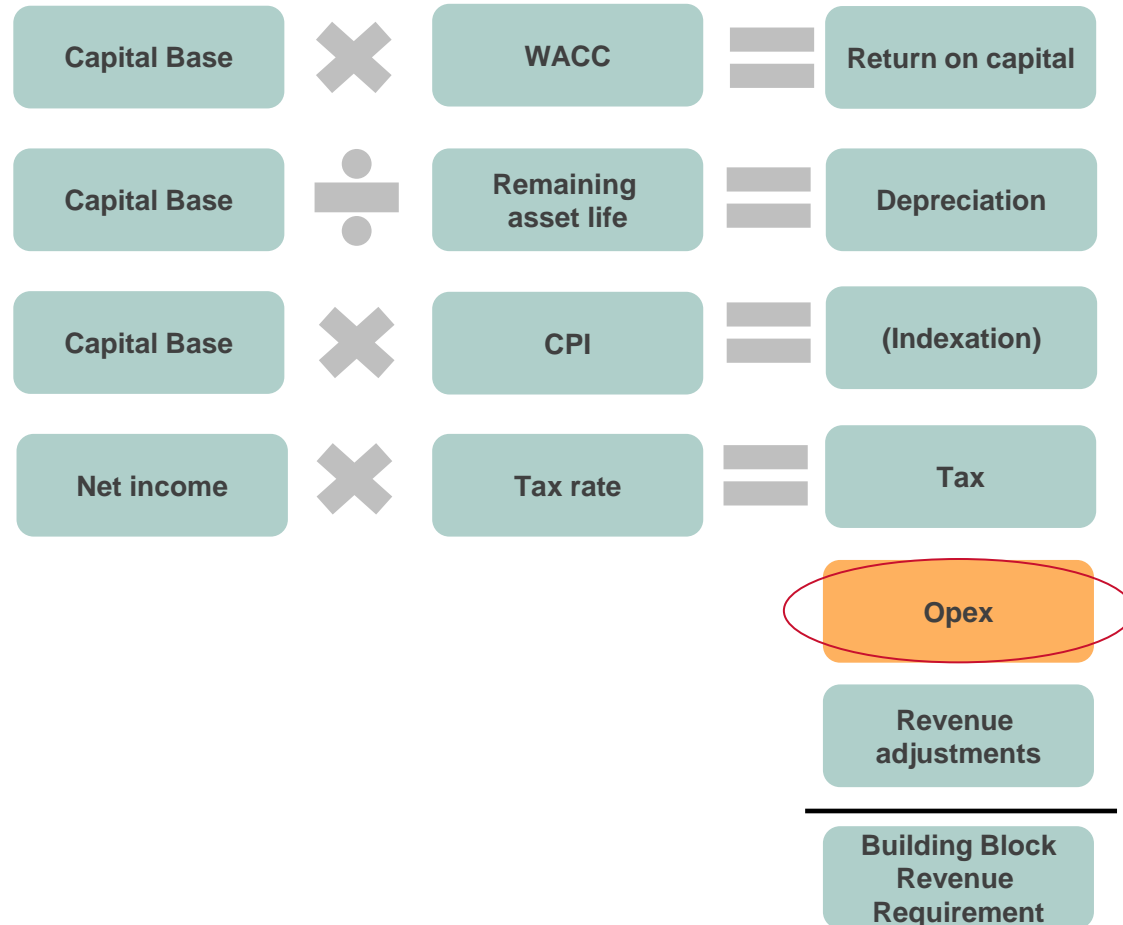 Capital Base
WACC
Return on capital
Capital Base
Remaining
asset life
Depreciation
Capital Base
CPI
(Indexation)
Net income
Tax rate
Tax
Opex
Revenue
adjustments
Building Block
Revenue
Requirement